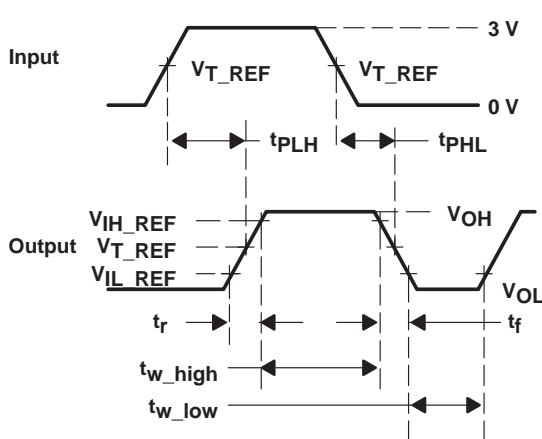 3 V
Input
V_T_REF
V_T_REF
0 V
t_PLH
t_PHL
V_IH_REF
V_OH
Output
V_T_REF
V_IL_REF
V_OL
t_r
t_f
t_w_high
t_w_low